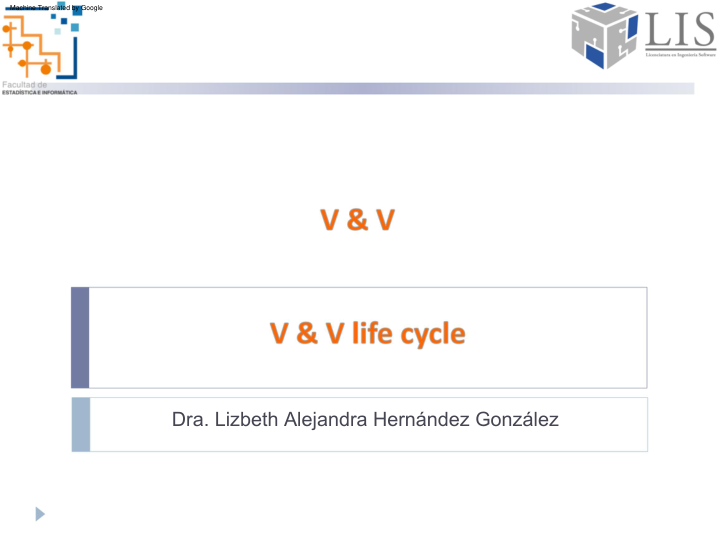 Machine Translated by Google
LIS
Licenciatura en Ingeniería Software
Facultad de
ESTADÍSTICA E INFORMÁTICA
V & V
V & V life cycle
Dra. Lizbeth Alejandra Hernández González